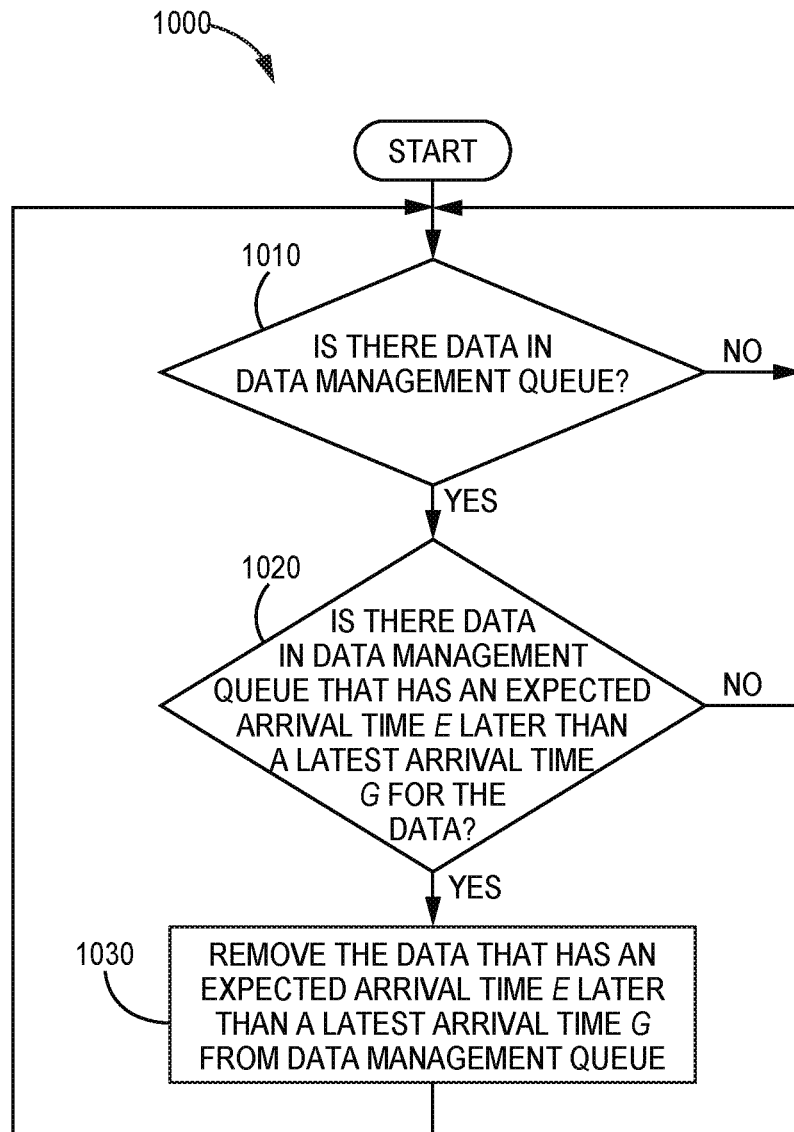 1000
START
1010
IS THERE DATA IN
DATA MANAGEMENT QUEUE?
NO
YES
1020
IS THERE DATA
IN DATA MANAGEMENT
QUEUE THAT HAS AN EXPECTED
ARRIVAL TIME E LATER THAN
A LATEST ARRIVAL TIME
G FOR THE
DATA?
NO
YES
1030
REMOVE THE DATA THAT HAS AN
EXPECTED ARRIVAL TIME E LATER
THAN A LATEST ARRIVAL TIME G
FROM DATA MANAGEMENT QUEUE